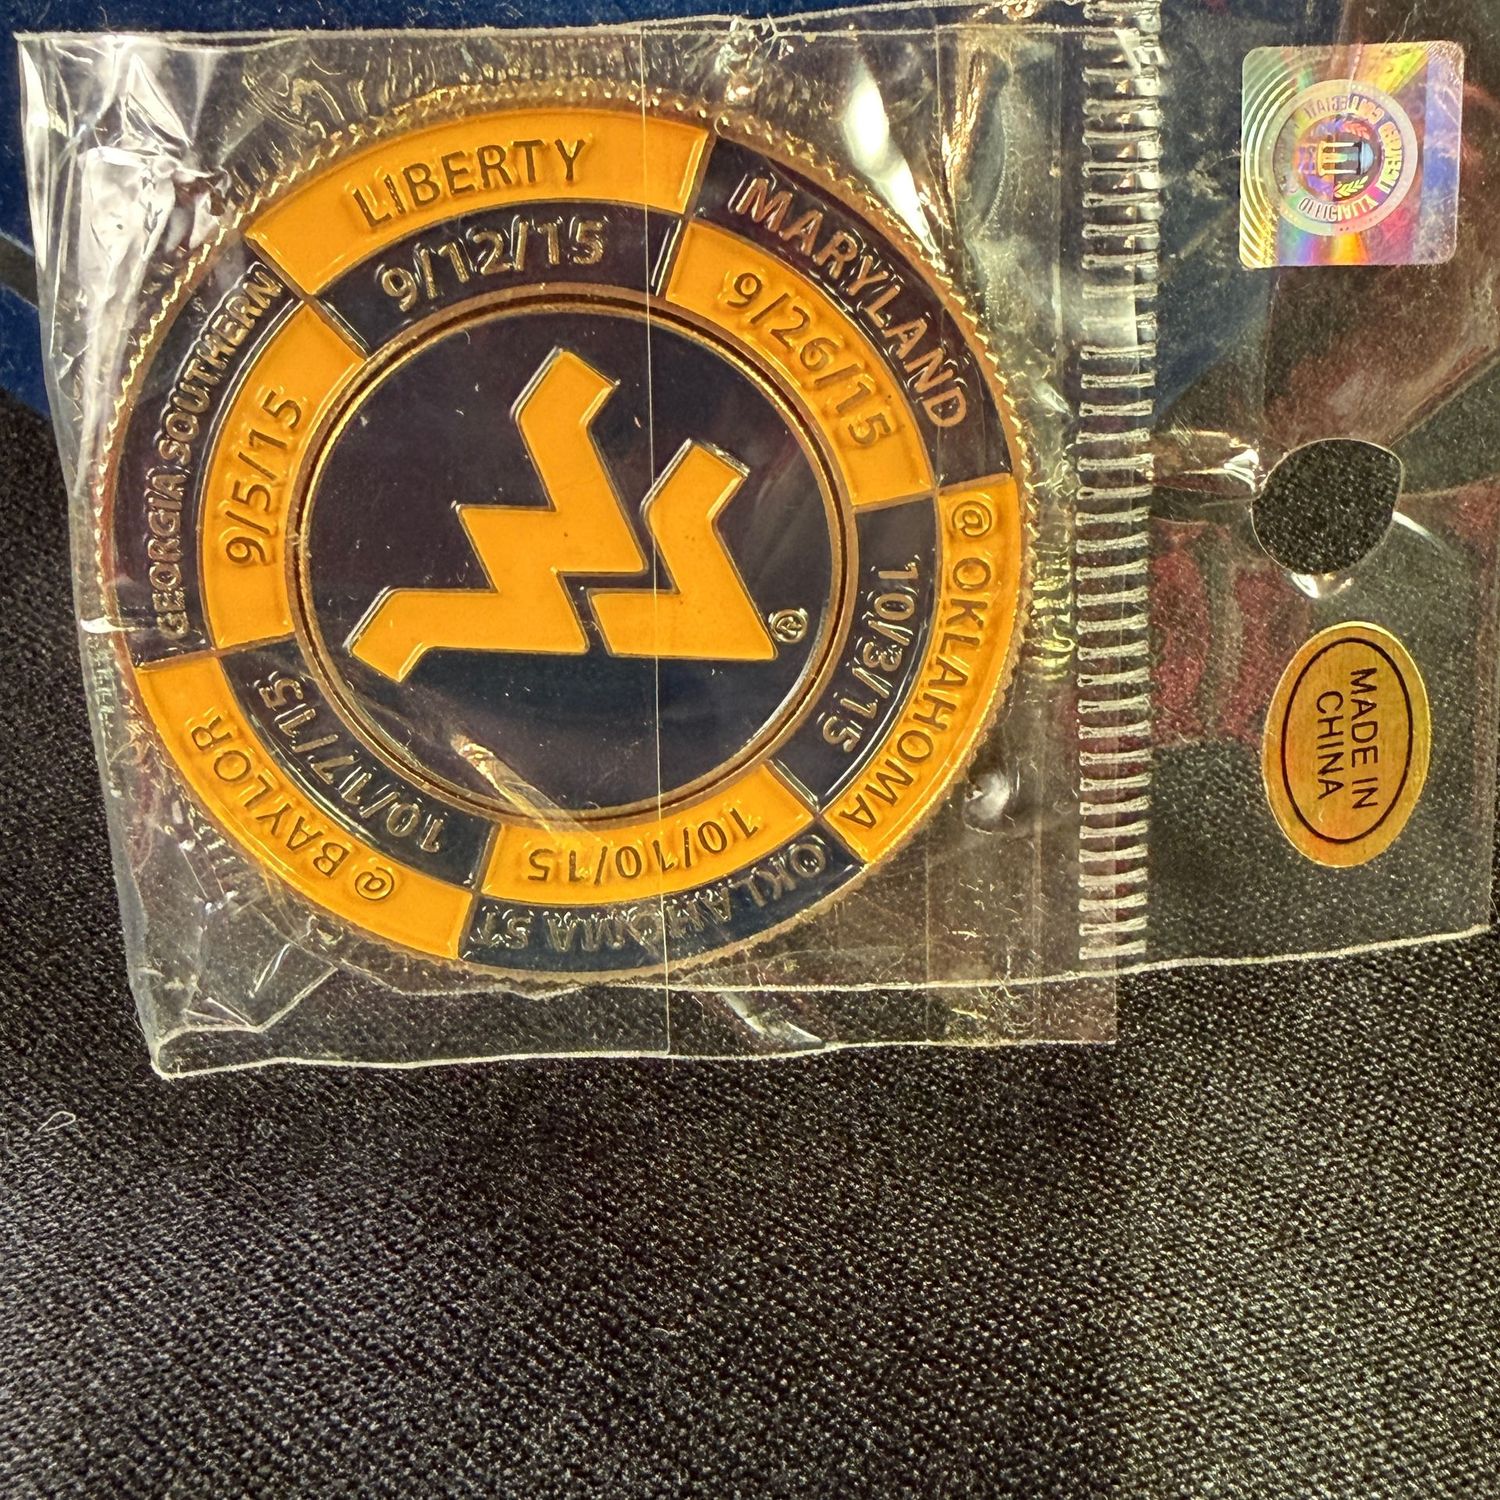 GEORGIA SOUTHERN
9/5/15
LIBERTY
9/12/15
MARYLAND
9/26/15
@ OKLAHOMA
10/3/15
OKLAHOMA ST
10/10/15
@ BAYLOR
10/17/15
®
OFFICIALLY
MADE IN
CHINA